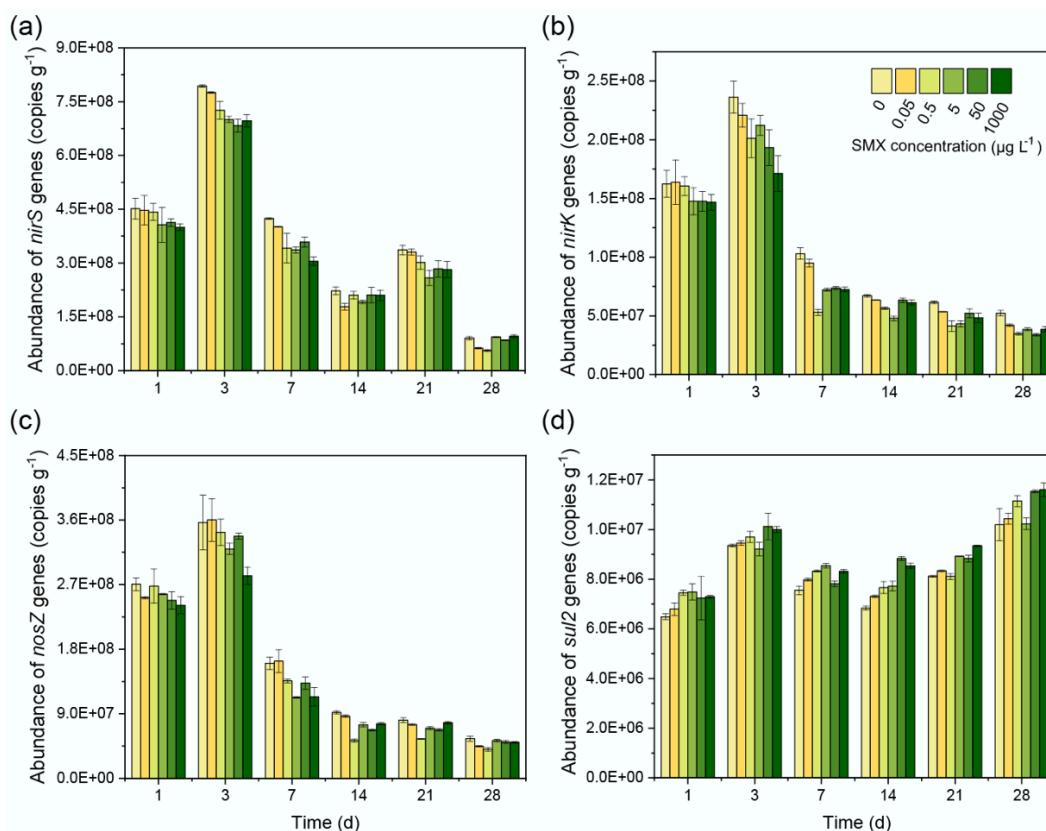 (a)
Abundance of nirS genes (copies g⁻¹)
9.0E+08
7.5E+08
6.0E+08
4.5E+08
3.0E+08
1.5E+08
0.0E+00
1 3 7 14 21 28
(b)
Abundance of nirK genes (copies g⁻¹)
2.5E+08
2.0E+08
1.5E+08
1.0E+08
5.0E+07
0.0E+00
0 0.05 0.5 5 50 1000
SMX concentration (µg L⁻¹)
1 3 7 14 21 28
(c)
Abundance of nosZ genes (copies g⁻¹)
4.5E+08
3.6E+08
2.7E+08
1.8E+08
9.0E+07
0.0E+00
1 3 7 14 21 28
Time (d)
(d)
Abundance of sul2 genes (copies g⁻¹)
1.2E+07
1.0E+07
8.0E+06
6.0E+06
4.0E+06
2.0E+06
0.0E+00
1 3 7 14 21 28
Time (d)